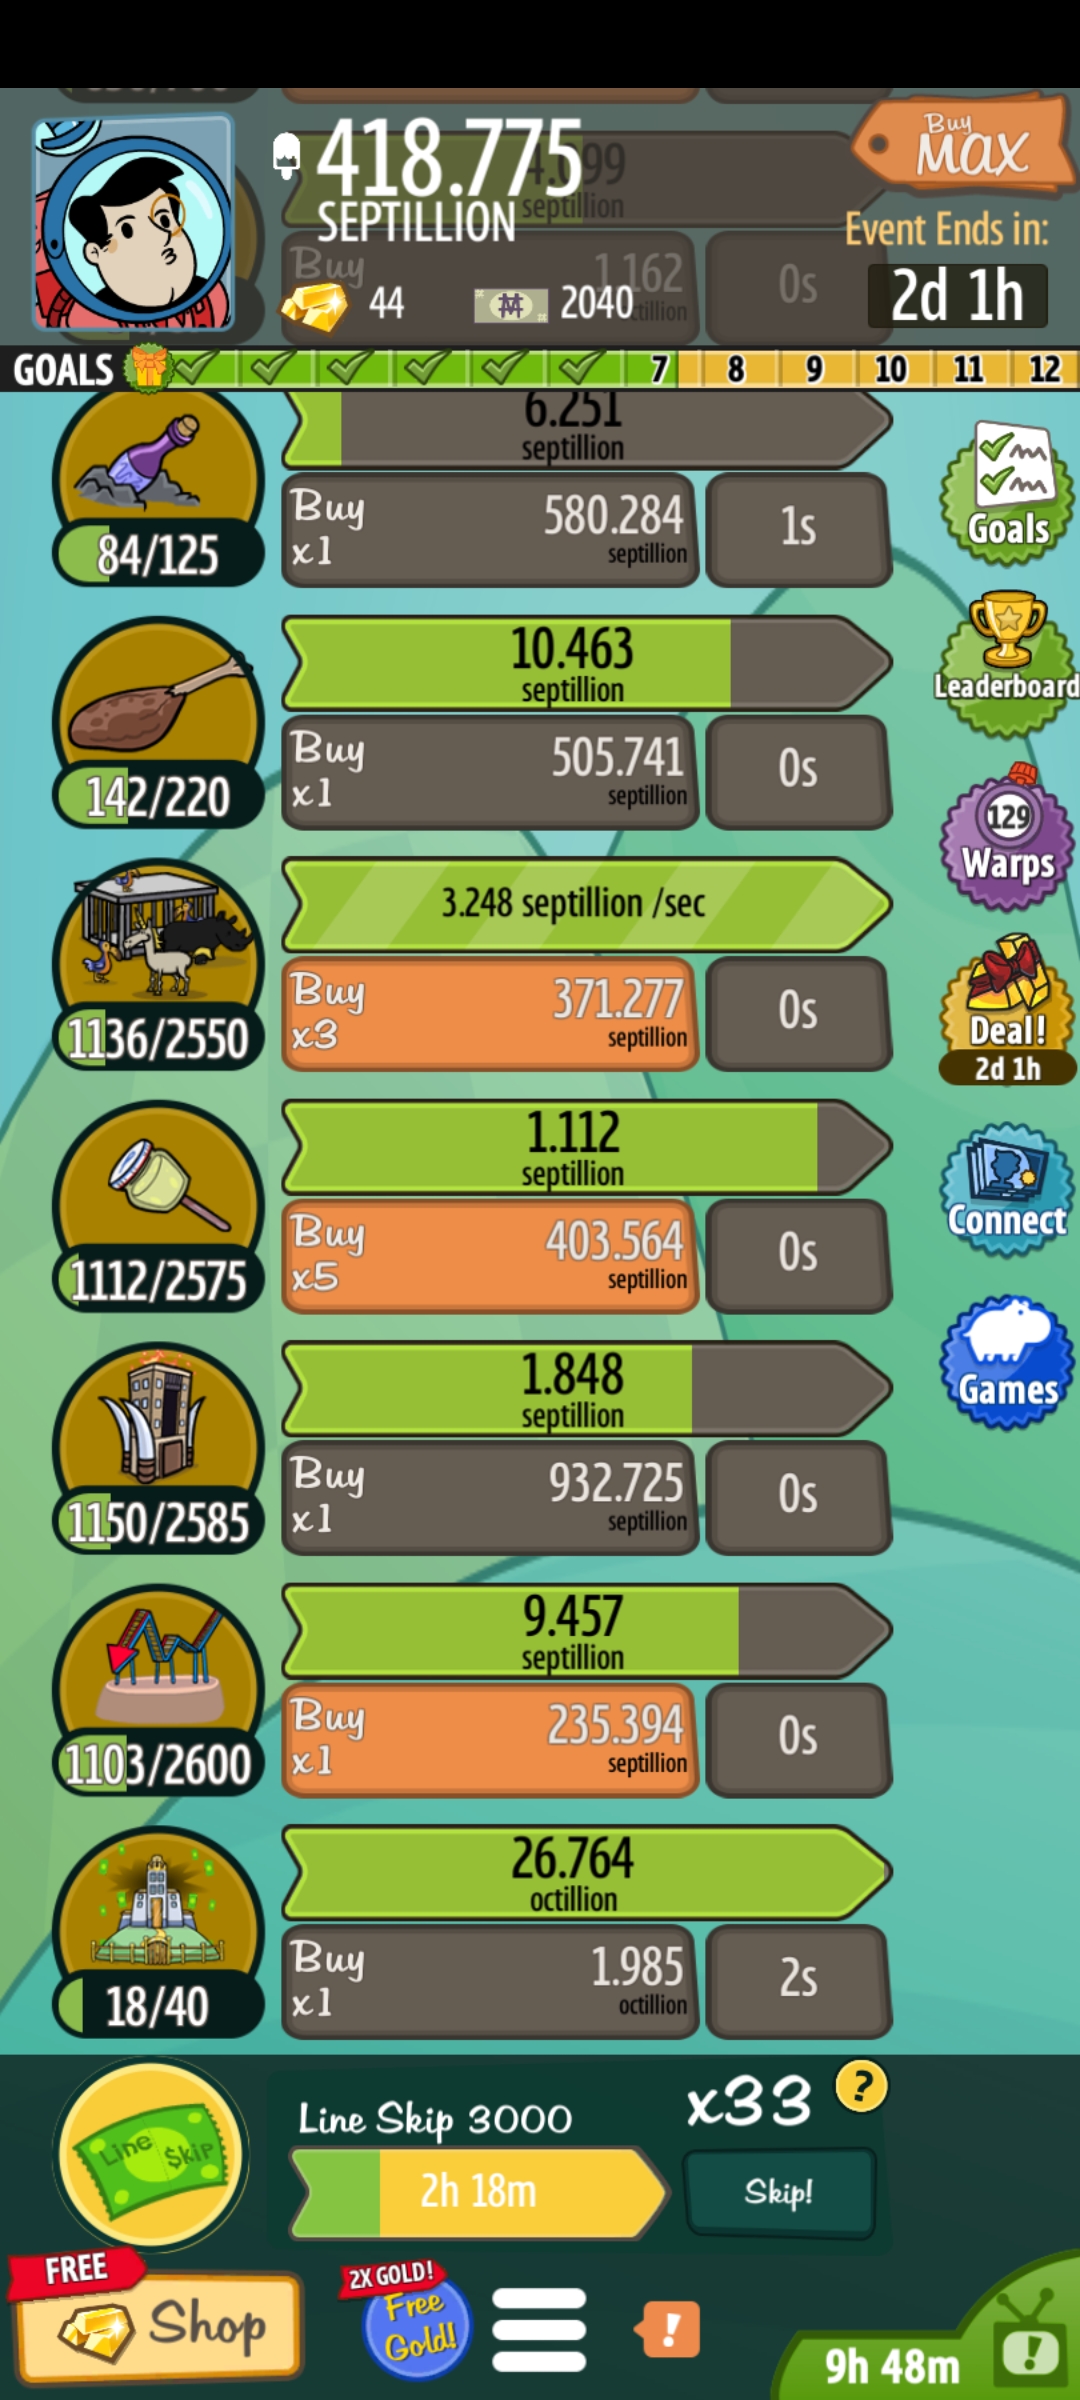 418.775
SEPTILLION
septillion
Buy
1.162
0s
44
2040
Buy
MAX
Event Ends in:
2d 1h
GOALS
7
8
9
10
11
12
6.251
septillion
84/125
Buy
x1
580.284
septillion
1s
Goals
10.463
septillion
142/220
Buy
x1
505.741
septillion
0s
Leaderboard
3.248 septillion /sec
1136/2550
Buy
x3
371.277
septillion
0s
129
Warps
Deal!
2d 1h
1.112
septillion
1112/2575
Buy
x5
403.564
septillion
0s
Connect
1.848
septillion
1150/2585
Buy
x1
932.725
septillion
0s
Games
9.457
septillion
1103/2600
Buy
x1
235.394
septillion
0s
26.764
octillion
18/40
Buy
x1
1.985
octillion
2s
Line $kip
Line Skip 3000
2h 18m
x33
?
Skip!
FREE
Shop
2X GOLD!
Free
Gold!
!
9h 48m
!